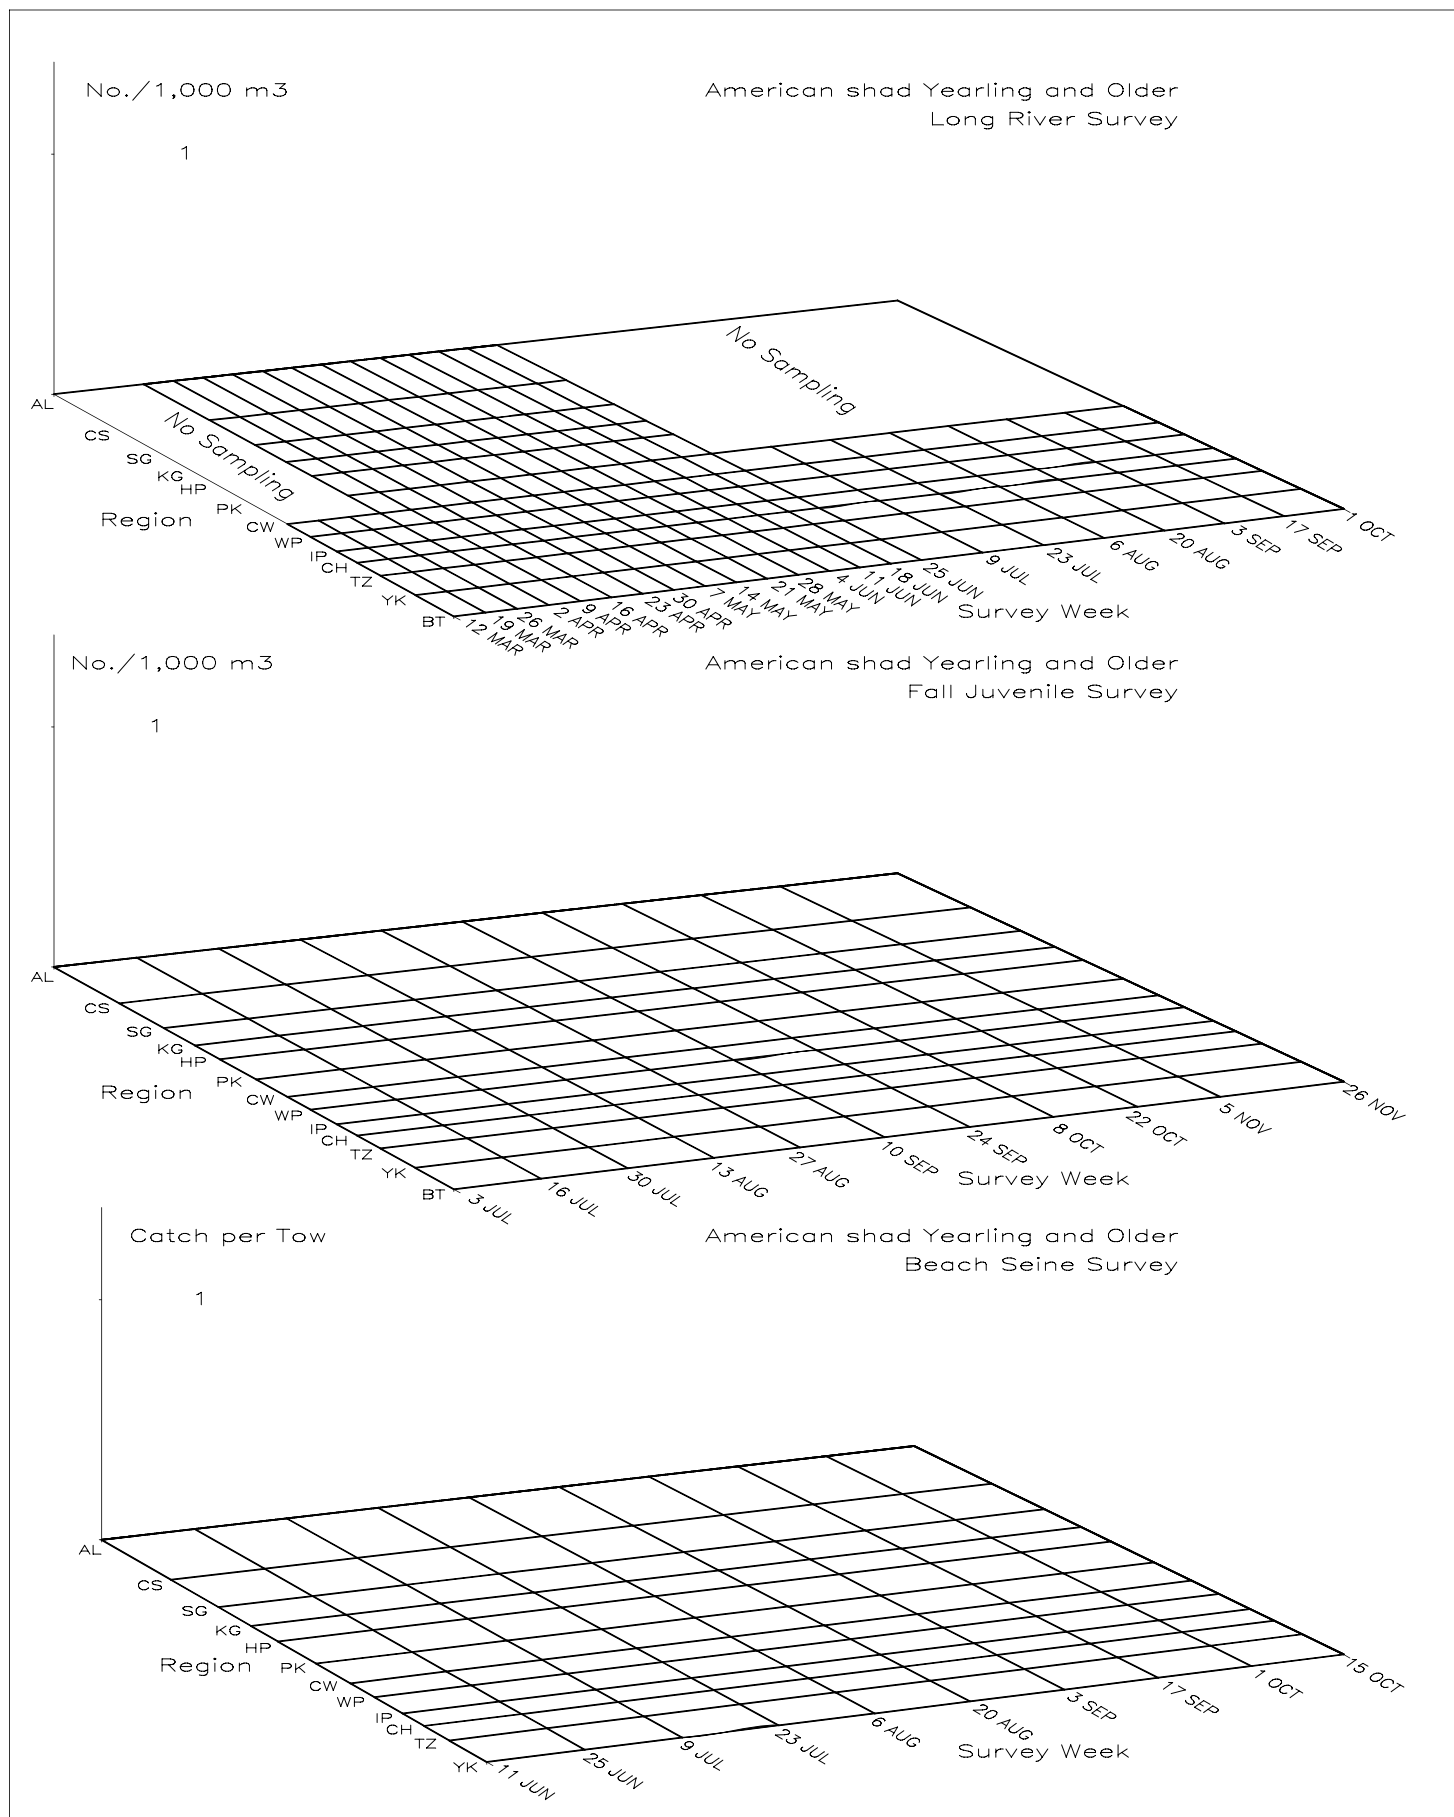 No./1,000 m3
American shad Yearling and Older
Long River Survey
1
No Sampling
No Sampling
AL
CS
SG
KG
HP
PK
CW
WP
IP
CH
TZ
YK
BT
Region
12 MAR
19 MAR
26 MAR
2 APR
9 APR
16 APR
23 APR
30 APR
7 MAY
14 MAY
21 MAY
28 MAY
4 JUN
11 JUN
18 JUN
25 JUN
9 JUL
23 JUL
6 AUG
20 AUG
3 SEP
17 SEP
1 OCT
Survey Week
No./1,000 m3
American shad Yearling and Older
Fall Juvenile Survey
1
AL
CS
SG
KG
HP
PK
CW
WP
IP
CH
TZ
YK
BT
Region
3 JUL
16 JUL
30 JUL
13 AUG
27 AUG
10 SEP
24 SEP
8 OCT
22 OCT
5 NOV
26 NOV
Survey Week
Catch per Tow
American shad Yearling and Older
Beach Seine Survey
1
AL
CS
SG
KG
HP
PK
CW
WP
IP
CH
TZ
YK
Region
11 JUN
25 JUN
9 JUL
23 JUL
6 AUG
20 AUG
3 SEP
17 SEP
1 OCT
15 OCT
Survey Week